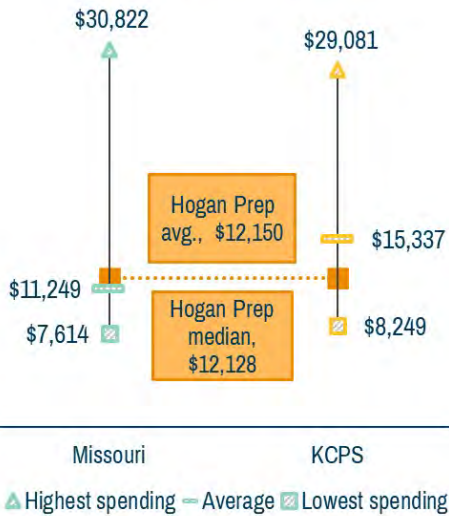 $30,822
$29,081
Hogan Prep
avg., $12,150
$15,337
$11,249
Hogan Prep
median,
$12,128
$7,614
$8,249
Missouri
KCPS
Highest spending Average Lowest spending